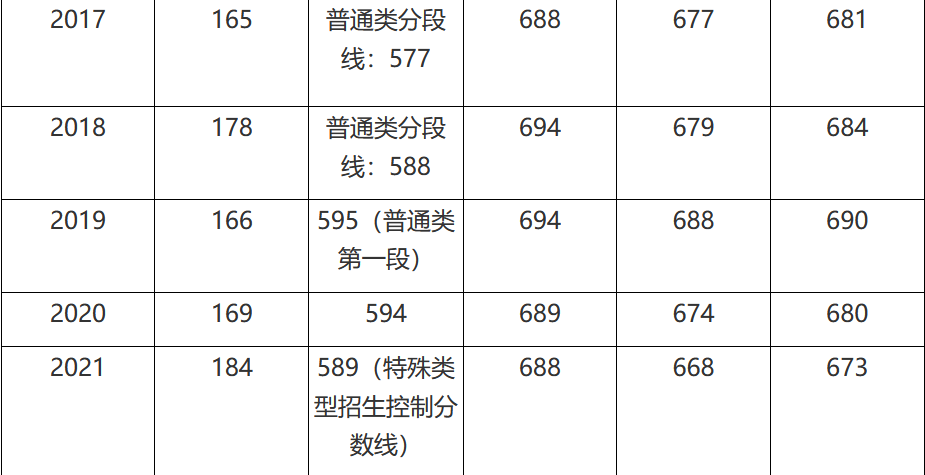 2017 165 普通类分段 688 677 681
线：577
2018 178 普通类分段 694 679 684
线：588
2019 166 595（普通类 694 688 690
第一段）
2020 169 594 689 674 680
2021 184 589（特殊类 688 668 673
型招生控制分
数线）